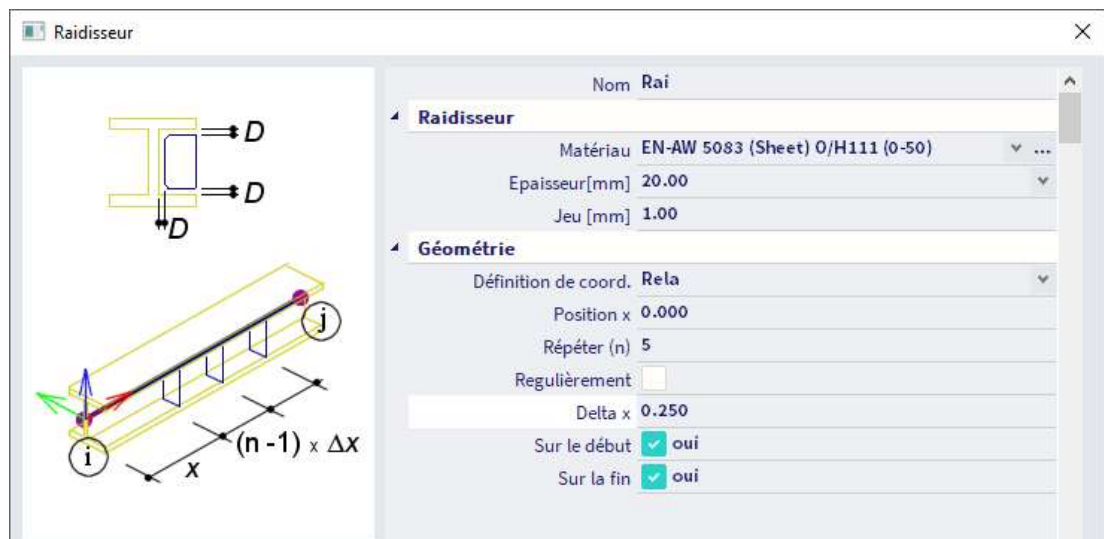 Raidisseur
D
D
D
i
j
x
(n -1) x Δx
Nom Rai
Raidisseur
Matériau EN-AW 5083 (Sheet) O/H111 (0-50) ...
Epaisseur[mm] 20.00
Jeu [mm] 1.00
Géométrie
Définition de coord. Rela
Position x 0.000
Répéter (n) 5
Regulièrement
Delta x 0.250
Sur le début oui
Sur la fin oui